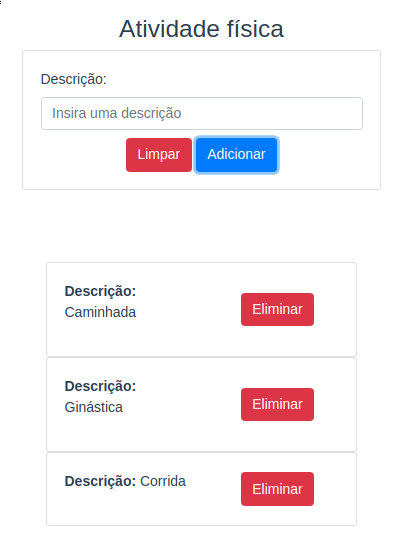 Atividade física
Descrição:
Insira uma descrição
Limpar Adicionar
Descrição:
Caminhada
Eliminar
Descrição:
Ginástica
Eliminar
Descrição: Corrida
Eliminar